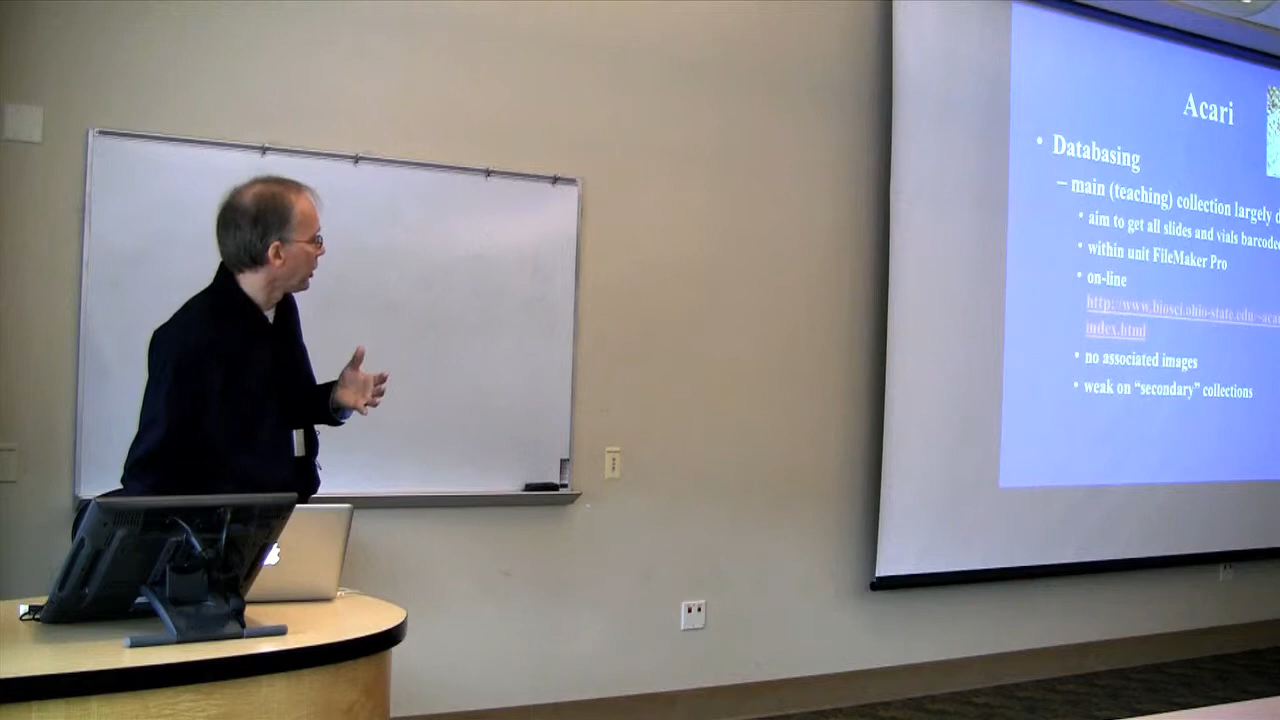 Acari
• Databasing
– main (teaching) collection largely
• aim to get all slides and vials
• within unit FileMaker Pro
• on-line
http://www.biosci.ohio-state.edu/~aca
index.html
• no associated images
• weak on “secondary” collections